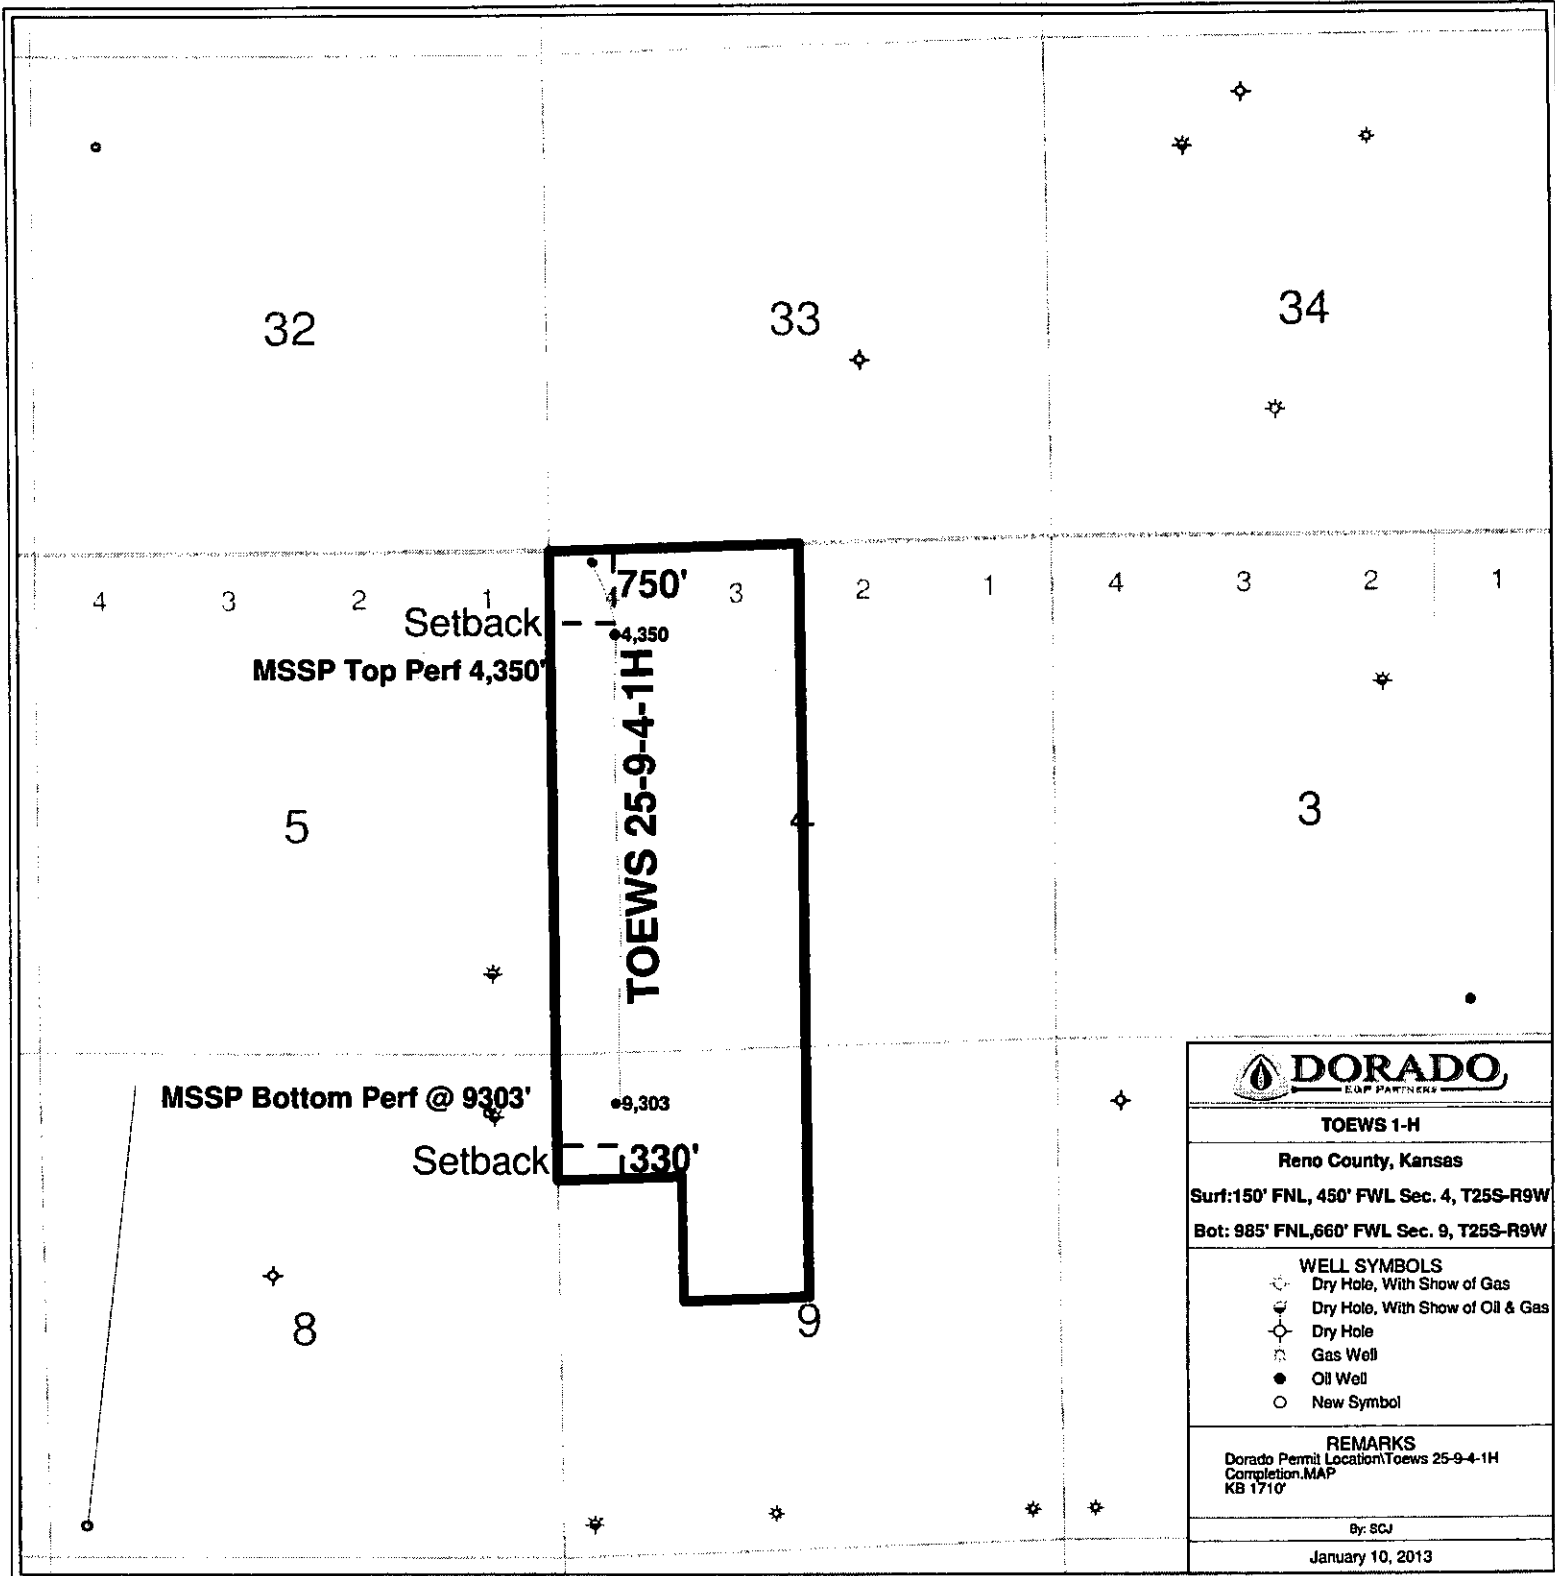 32
33
34
4
3
2
1
4
3
2
1
4
3
2
1
750'
Setback
4,350
MSSP Top Perf 4,350'
TOEWS 25-9-4-1H
5
4
3
MSSP Bottom Perf @ 9303'
9,303
Setback
330'
8
9
DORADO
E&P PARTNERS
TOEWS 1-H
Reno County, Kansas
Surf:150' FNL, 450' FWL Sec. 4, T25S-R9W
Bot: 985' FNL,660' FWL Sec. 9, T25S-R9W
WELL SYMBOLS
Dry Hole, With Show of Gas
Dry Hole, With Show of Oil & Gas
Dry Hole
Gas Well
Oil Well
New Symbol
REMARKS
Dorado Permit Location\Toews 25-9-4-1H
Completion.MAP
KB 1710'
By: SCJ
January 10, 2013